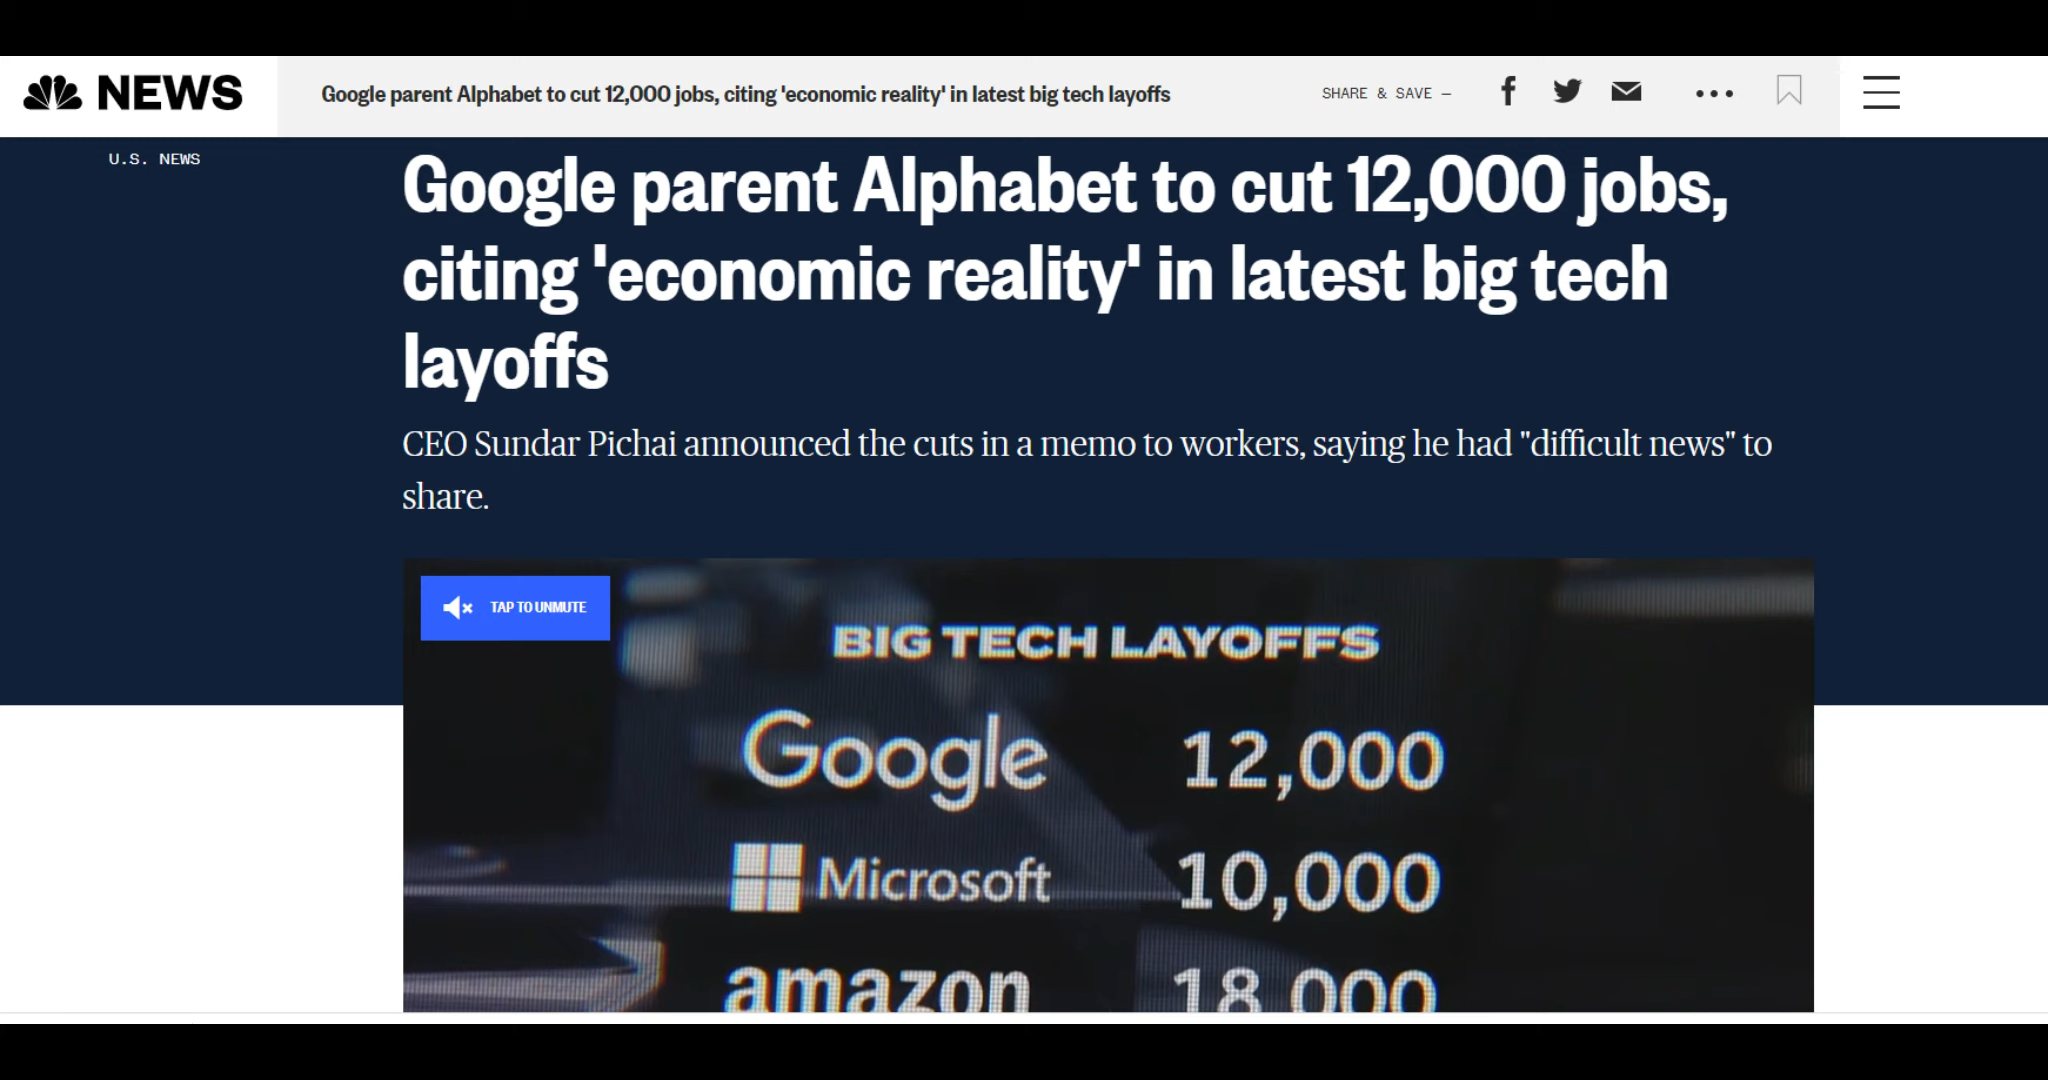 NEWS
Google parent Alphabet to cut 12,000 jobs, citing 'economic reality' in latest big tech layoffs
SHARE & SAVE —
U.S. NEWS
Google parent Alphabet to cut 12,000 jobs,
citing 'economic reality' in latest big tech
layoffs
CEO Sundar Pichai announced the cuts in a memo to workers, saying he had "difficult news" to
share.
TAP TO UNMUTE
BIG TECH LAYOFFS
Google 12,000
Microsoft 10,000
amazon 18,000